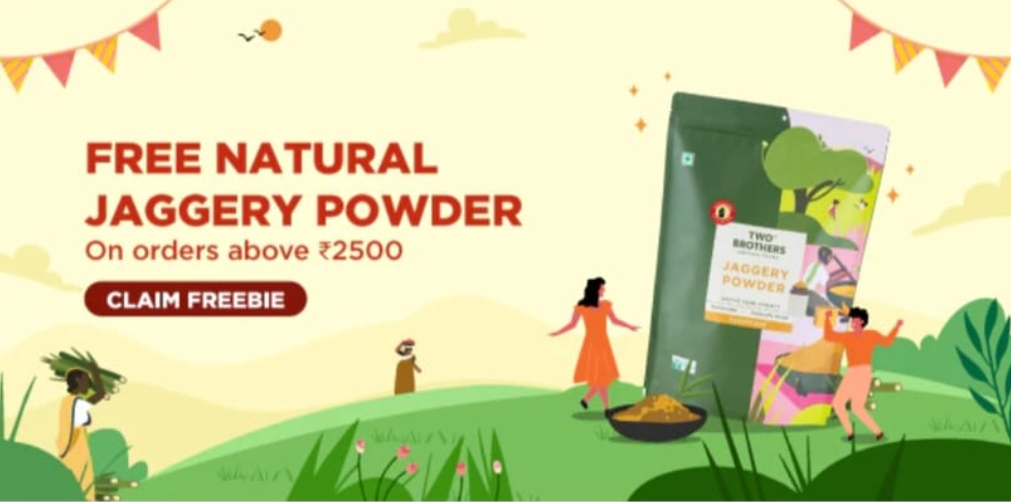 FREE NATURAL
JAGGERY POWDER
On orders above ₹2500
CLAIM FREEBIE
TWO
BROTHERS
JAGGERY
POWDER